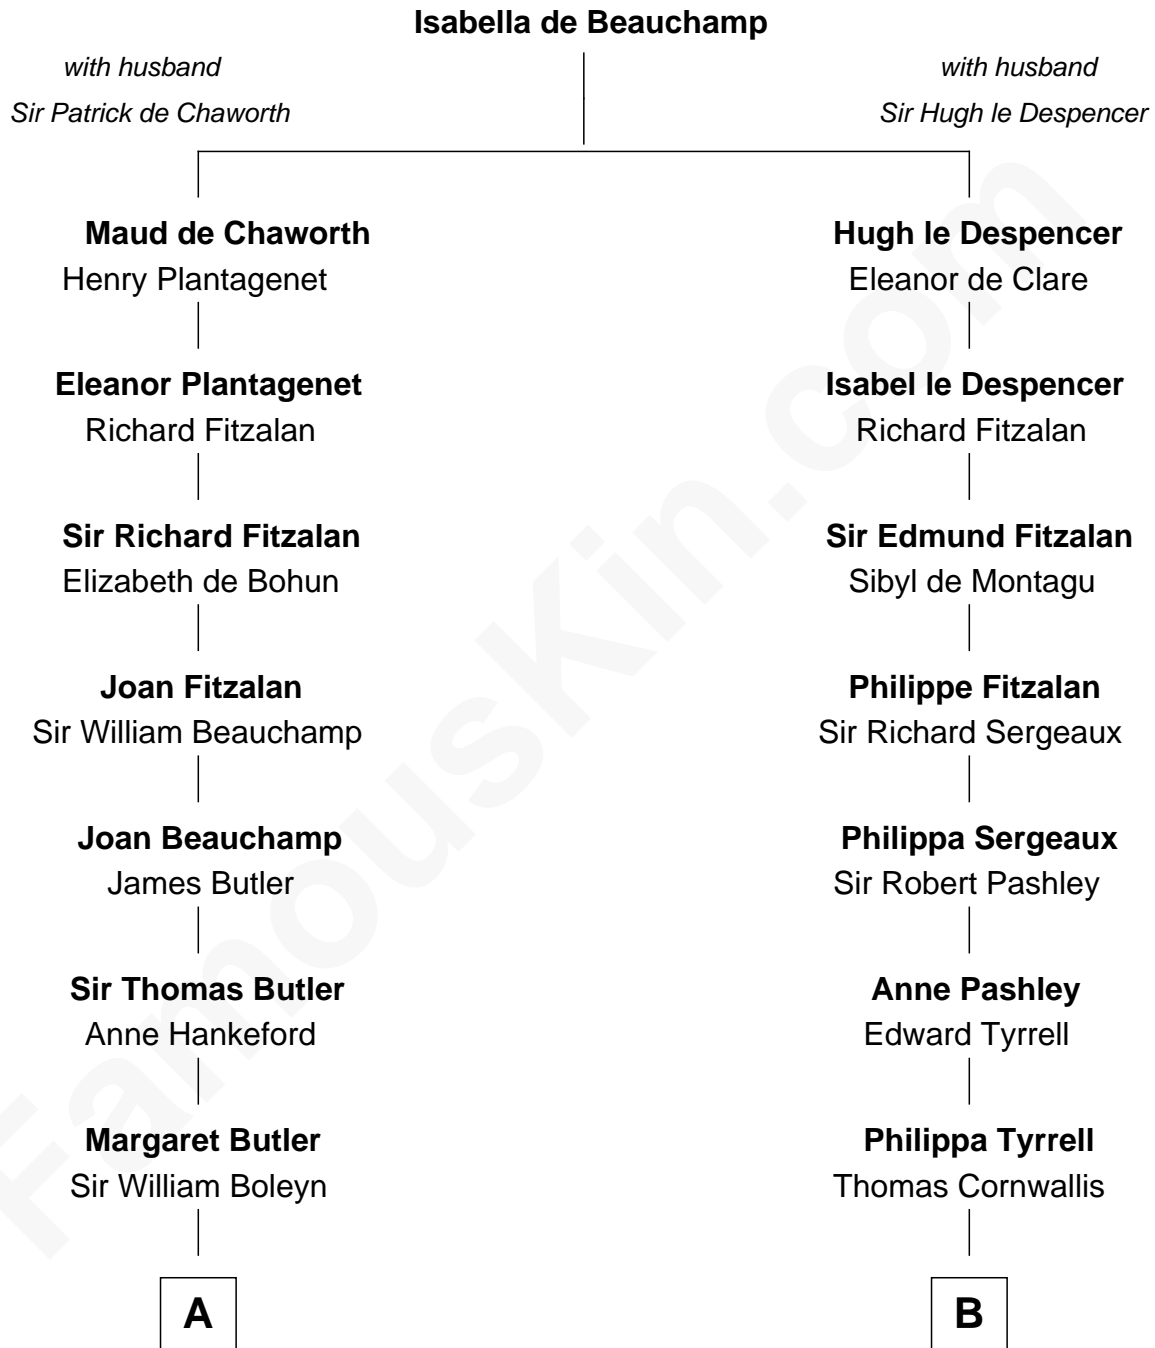 Isabella de Beauchamp
with husband
Sir Patrick de Chaworth
with husband
Sir Hugh le Despencer
Maud de Chaworth
Henry Plantagenet
Hugh le Despencer
Eleanor de Clare
Eleanor Plantagenet
Richard Fitzalan
Isabel le Despencer
Richard Fitzalan
Sir Richard Fitzalan
Elizabeth de Bohun
Sir Edmund Fitzalan
Sibyl de Montagu
Joan Fitzalan
Sir William Beauchamp
Philippe Fitzalan
Sir Richard Sergeaux
Joan Beauchamp
James Butler
Philippa Sergeaux
Sir Robert Pashley
Sir Thomas Butler
Anne Hankeford
Anne Pashley
Edward Tyrrell
Margaret Butler
Sir William Boleyn
Philippa Tyrrell
Thomas Cornwallis
A
B
FamousKin.com